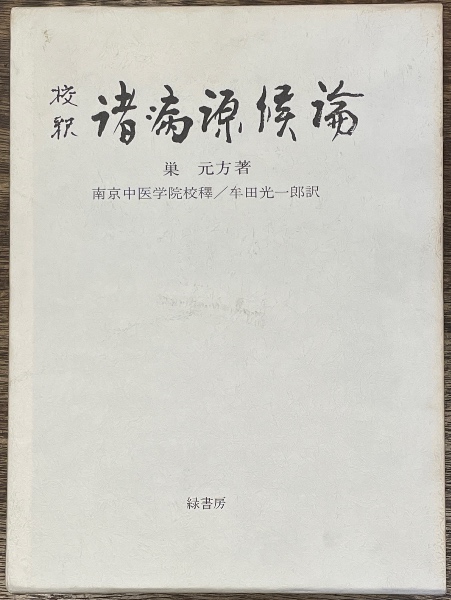 校釈 諸病源候論
巣 元方著
南京中医学院校釋／牟田光一郎訳
緑書房